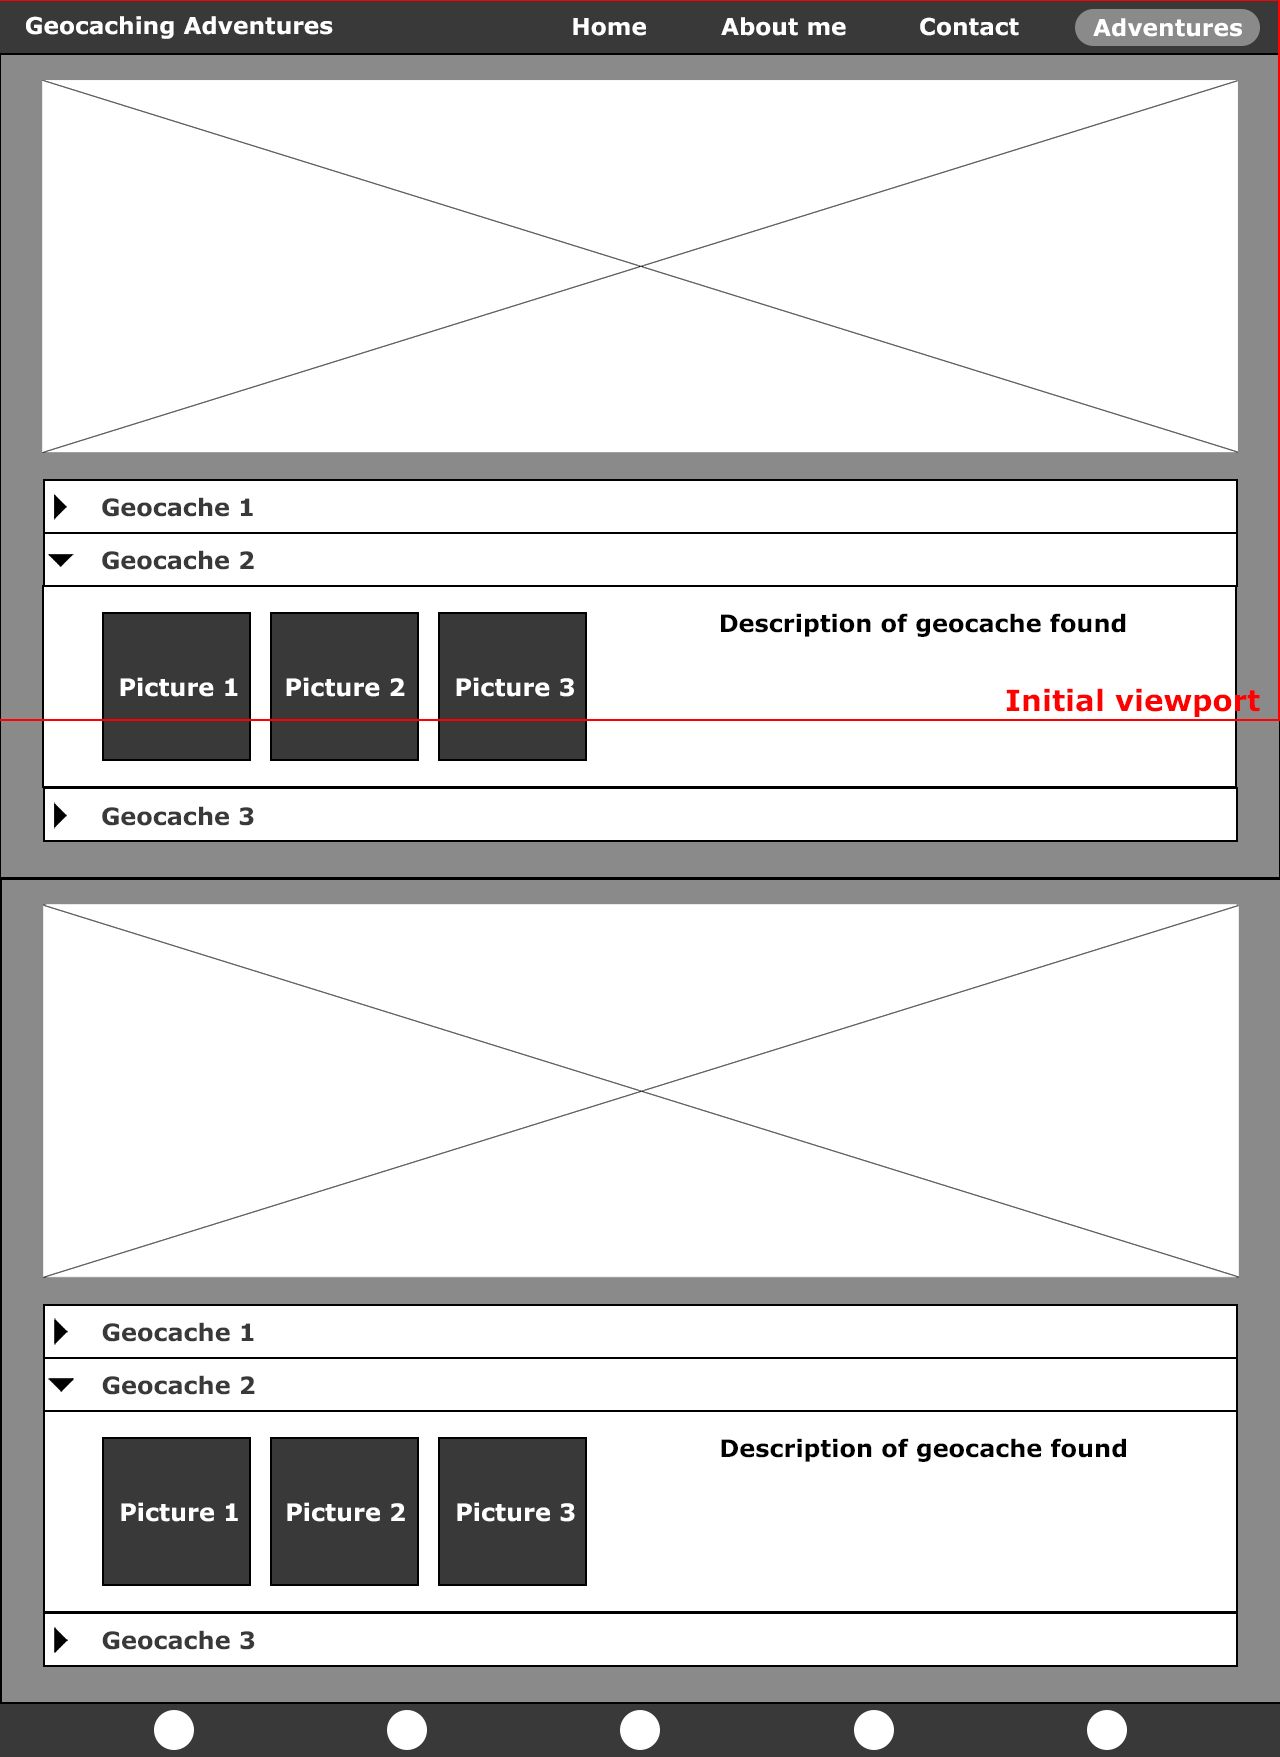 Geocaching Adventures
Home About me Contact Adventures
Geocache 1
Geocache 2
Picture 1 Picture 2 Picture 3
Description of geocache found
Initial viewport
Geocache 3
Geocache 1
Geocache 2
Picture 1 Picture 2 Picture 3
Description of geocache found
Geocache 3